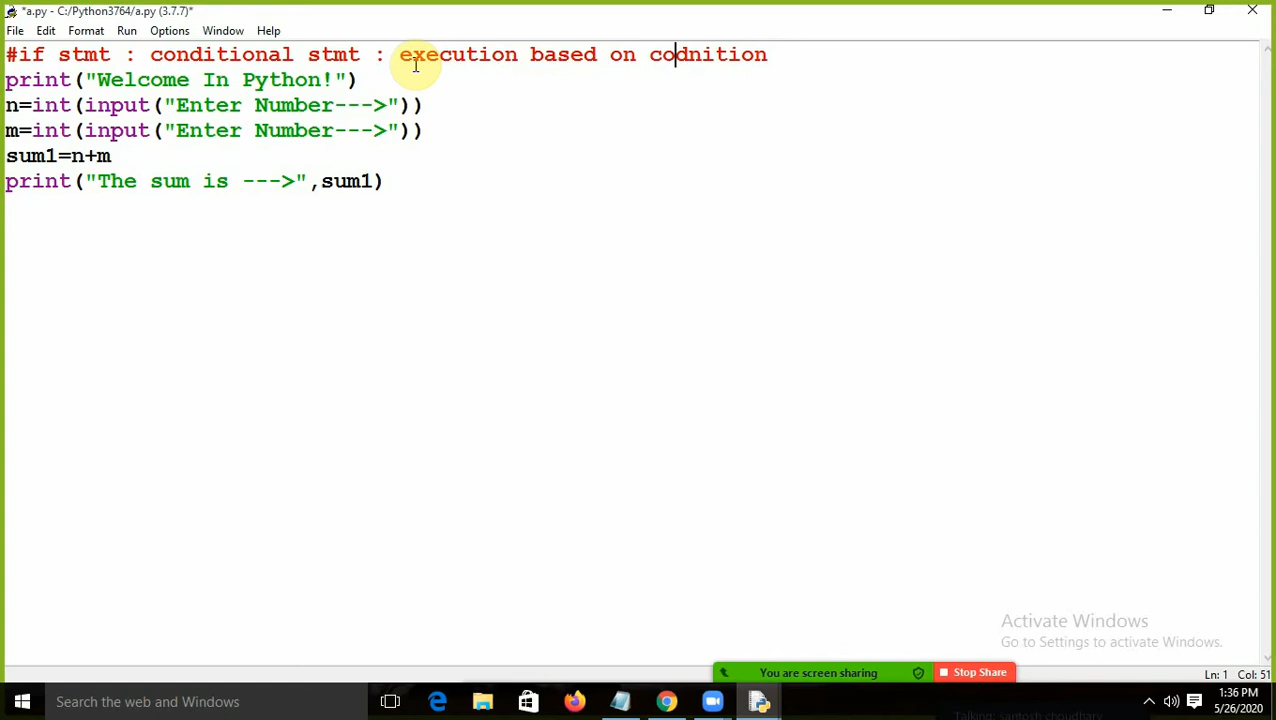 *a.py - C:/Python3764/a.py (3.7.7)*
File Edit Format Run Options Window Help
#if stmt : conditional stmt : execution based on codnition
print("Welcome In Python!")
n=int(input("Enter Number--->"))
m=int(input("Enter Number--->"))
sum1=n+m
print("The sum is --->",sum1)
Activate Windows
Go to Settings to activate Windows.
You are screen sharing Stop Share
Ln: 1 Col: 51
Search the web and Windows
1:36 PM
5/26/2020
Talking: santosh choudhary